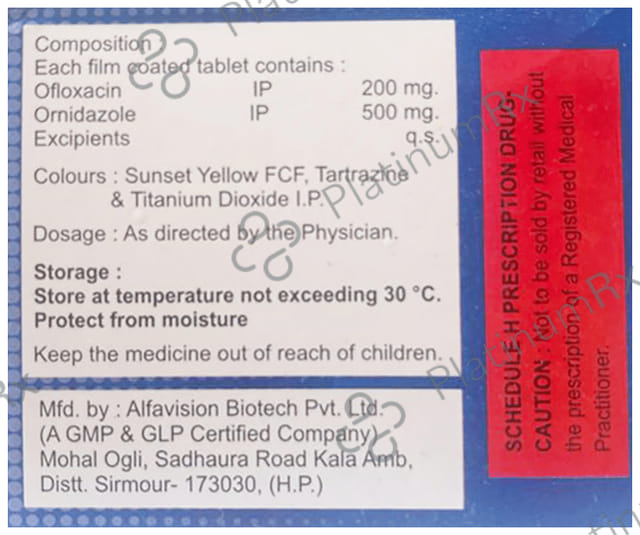 Composition :
Each film coated tablet contains :
Ofloxacin IP 200 mg.
Ornidazole IP 500 mg.
Excipients q.s.
Colours : Sunset Yellow FCF, Tartrazine
& Titanium Dioxide I.P.
Dosage : As directed by the Physician.
Storage :
Store at temperature not exceeding 30 °C.
Protect from moisture
Keep the medicine out of reach of children.
Mfd. by : Alfavision Biotech Pvt. Ltd.
(A GMP & GLP Certified Company)
Mohal Ogli, Sadhaura Road Kala Amb,
Distt. Sirmour- 173030, (H.P.)
SCHEDULE H PRESCRIPTION DRUG.
CAUTION : Not to be sold by retail without
the prescription of a Registered Medical
Practitioner.
PlatinumRx
PlatinumRx